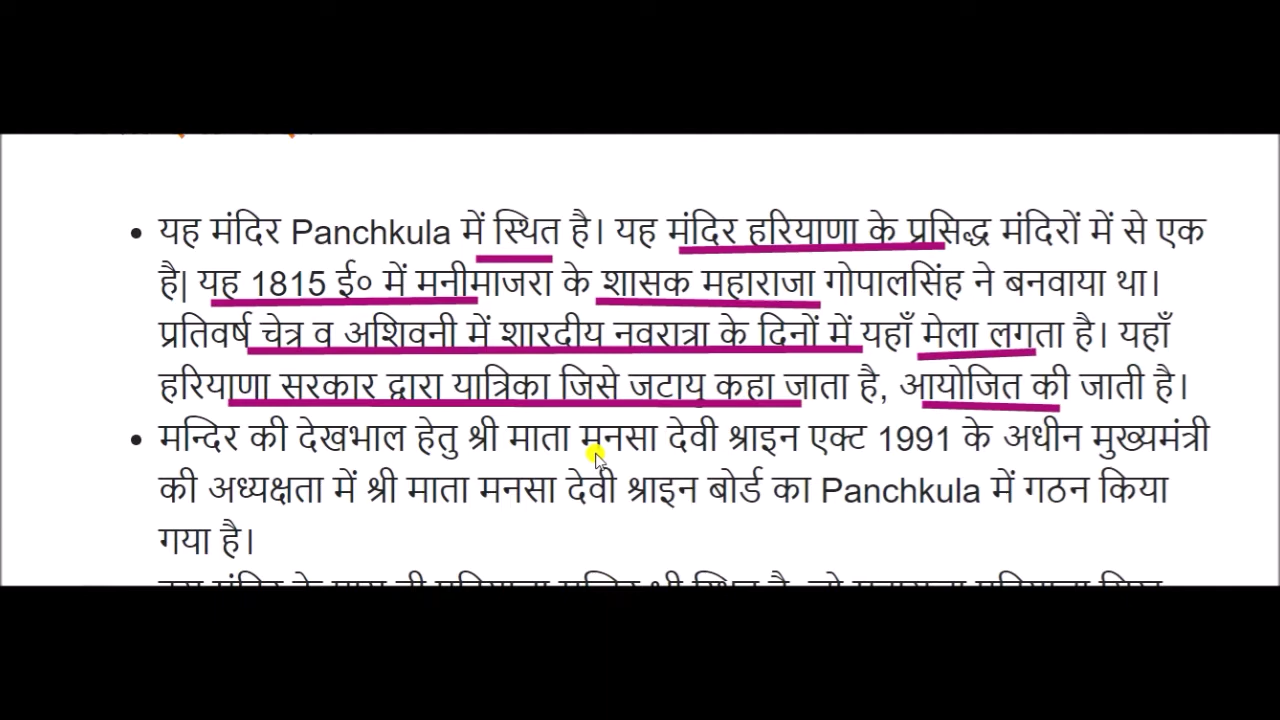 • यह मंदिर Panchkula में स्थित है। यह मंदिर हरियाणा के प्रसिद्ध मंदिरों में से एक
है| यह 1815 ई० में मनीमाजरा के शासक महाराजा गोपालसिंह ने बनवाया था।
प्रतिवर्ष चेत्र व अशिवनी में शारदीय नवरात्रा के दिनों में यहाँ मेला लगता है। यहाँ
हरियाणा सरकार द्वारा यात्रिका जिसे जटायु कहा जाता है, आयोजित की जाती है।
• मन्दिर की देखभाल हेतु श्री माता मनसा देवी श्राइन एक्ट 1991 के अधीन मुख्यमंत्री
की अध्यक्षता में श्री माता मनसा देवी श्राइन बोर्ड का Panchkula में गठन किया
गया है।